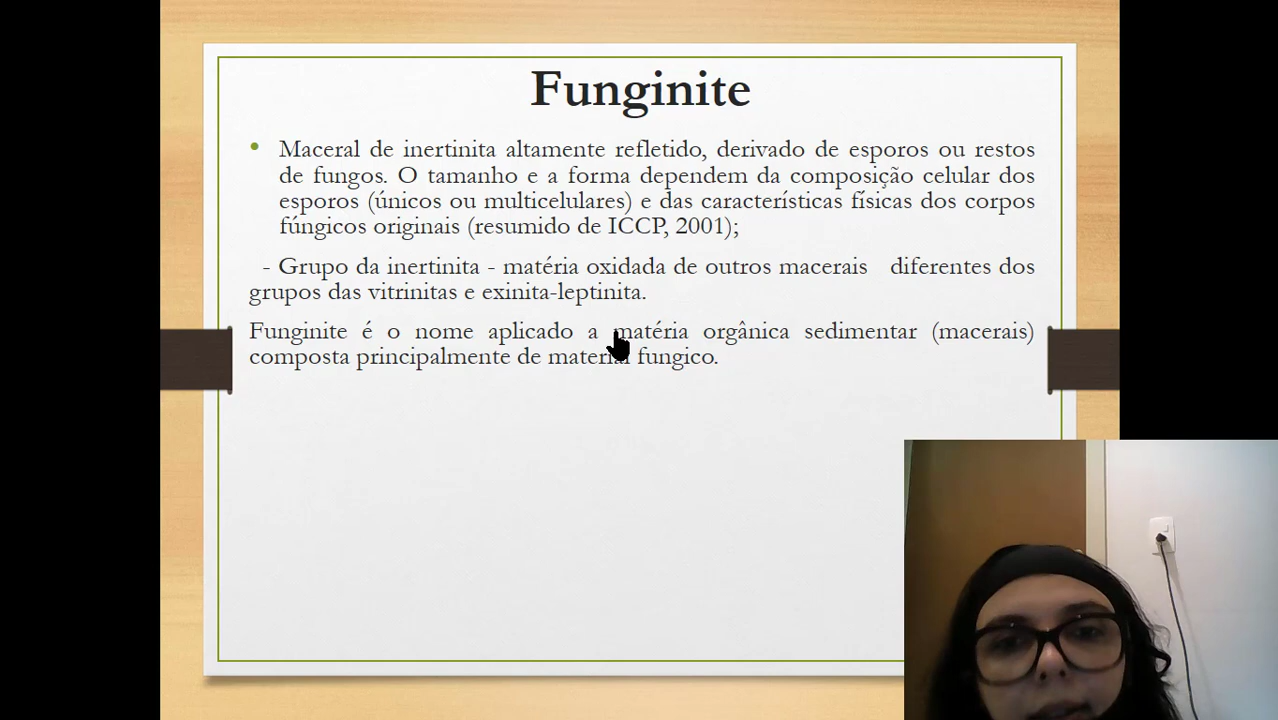 Funginite
• Maceral de inertinita altamente refletido, derivado de esporos ou restos
de fungos. O tamanho e a forma dependem da composição celular dos
esporos (únicos ou multicelulares) e das características físicas dos corpos
fúngicos originais (resumido de ICCP, 2001);
- Grupo da inertinita - matéria oxidada de outros macerais diferentes dos
grupos das vitrinitas e exinita-leptinita.
Funginite é o nome aplicado a matéria orgânica sedimentar (macerais)
composta principalmente de material fungico.